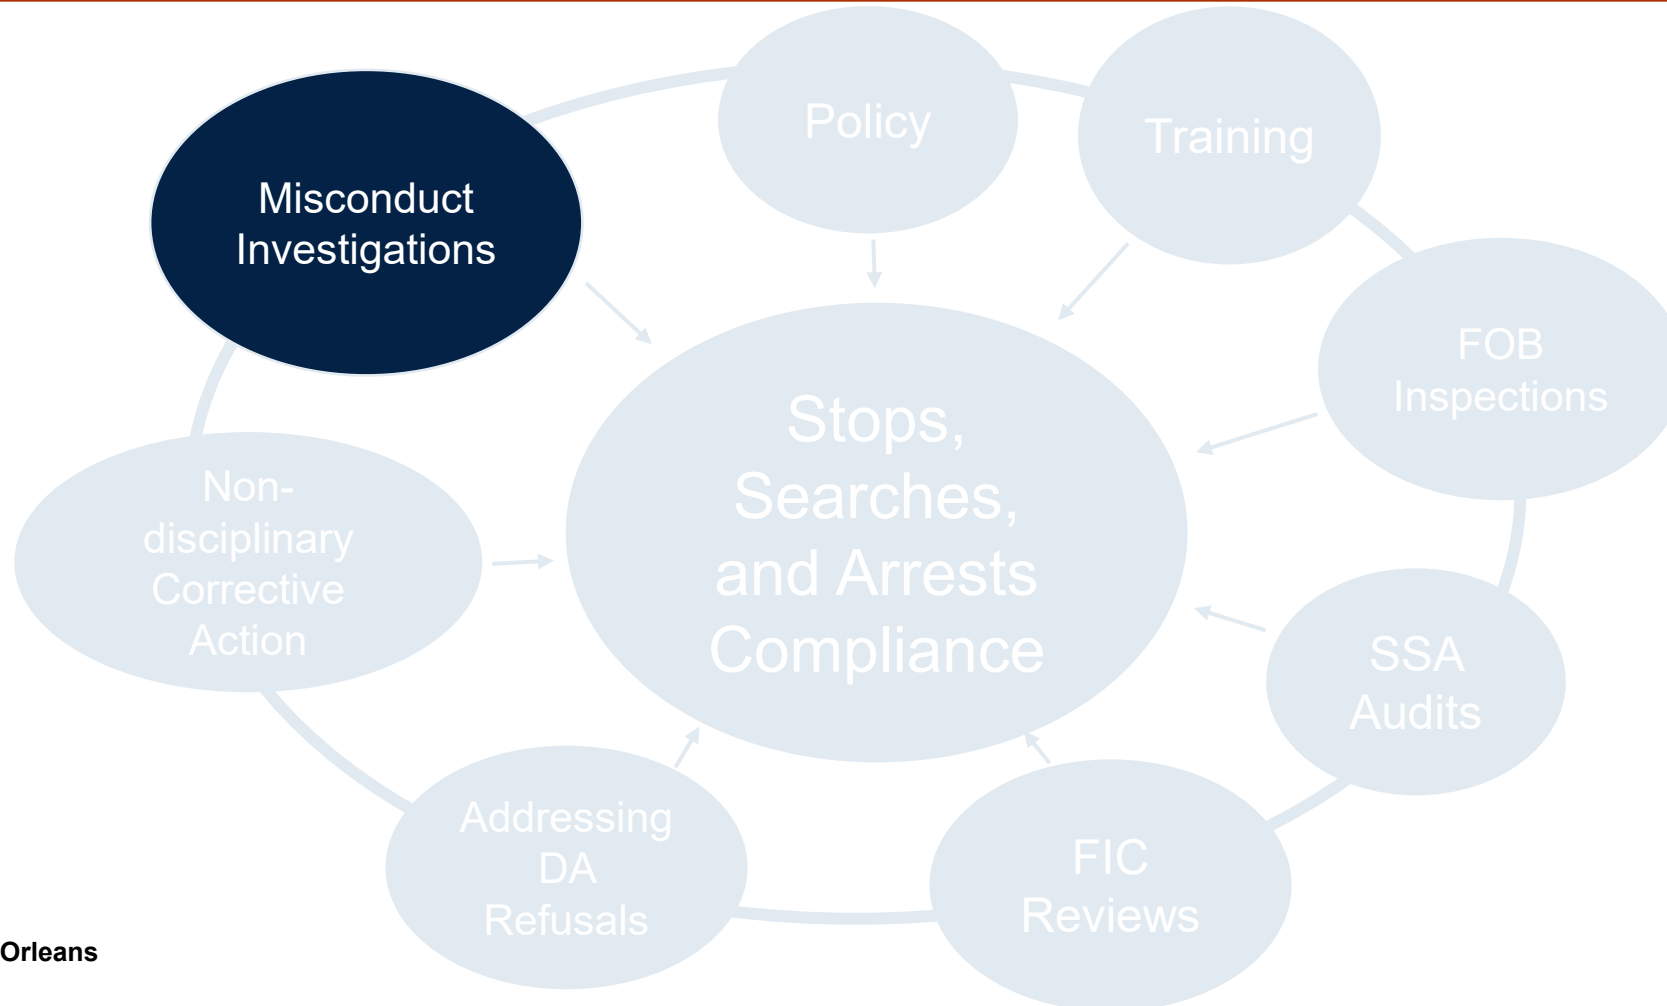 Policy
Training
Misconduct
Investigations
FOB
Inspections
Stops,
Searches,
and Arrests
Compliance
Non-
disciplinary
Corrective
Action
SSA
Audits
Addressing
DA
Refusals
FIC
Reviews
Orleans